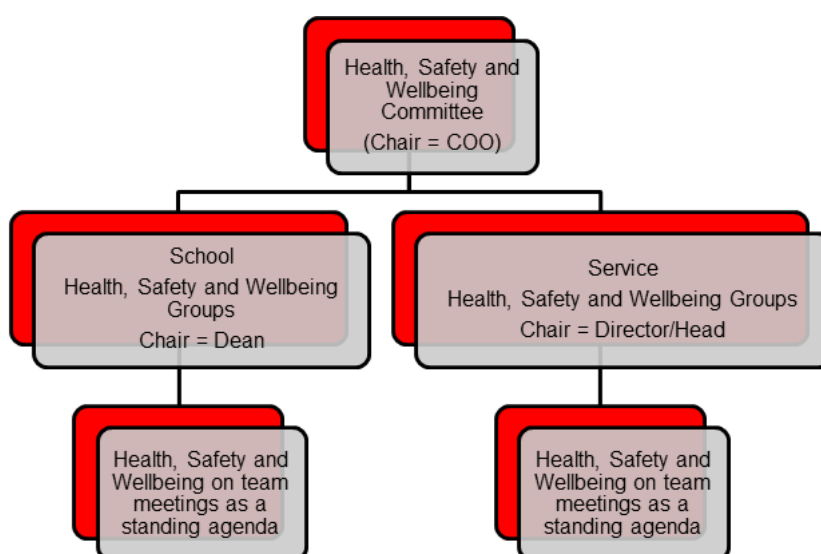 Health, Safety and
Wellbeing
Committee
(Chair = COO)
School
Health, Safety and Wellbeing
Groups
Chair = Dean
Service
Health, Safety and Wellbeing Groups
Chair = Director/Head
Health, Safety and
Wellbeing on team
meetings as a
standing agenda
Health, Safety and
Wellbeing on team
meetings as a
standing agenda